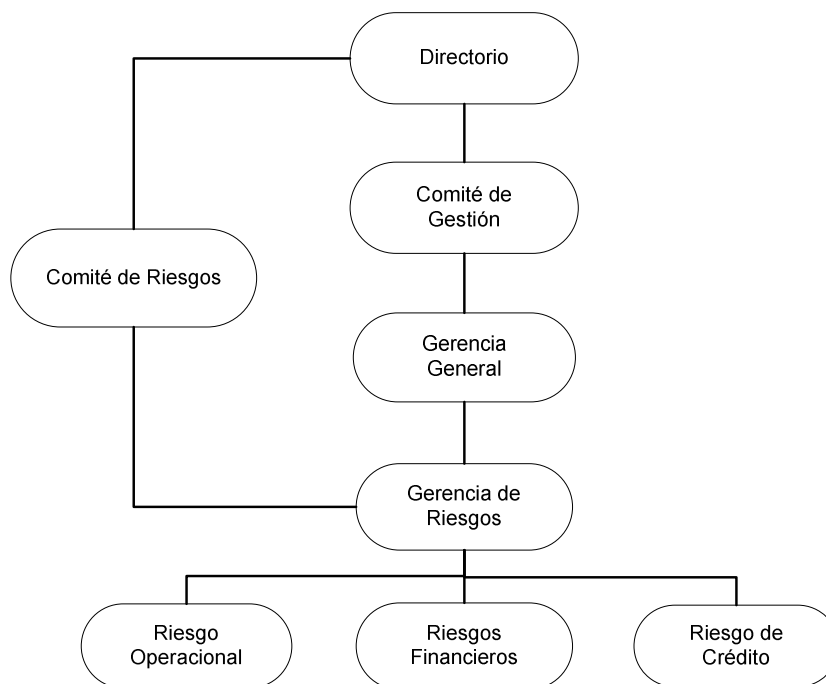 Directorio
Comité de
Gestión
Comité de Riesgos
Gerencia
General
Gerencia de
Riesgos
Riesgo
Operacional
Riesgos
Financieros
Riesgo de
Crédito